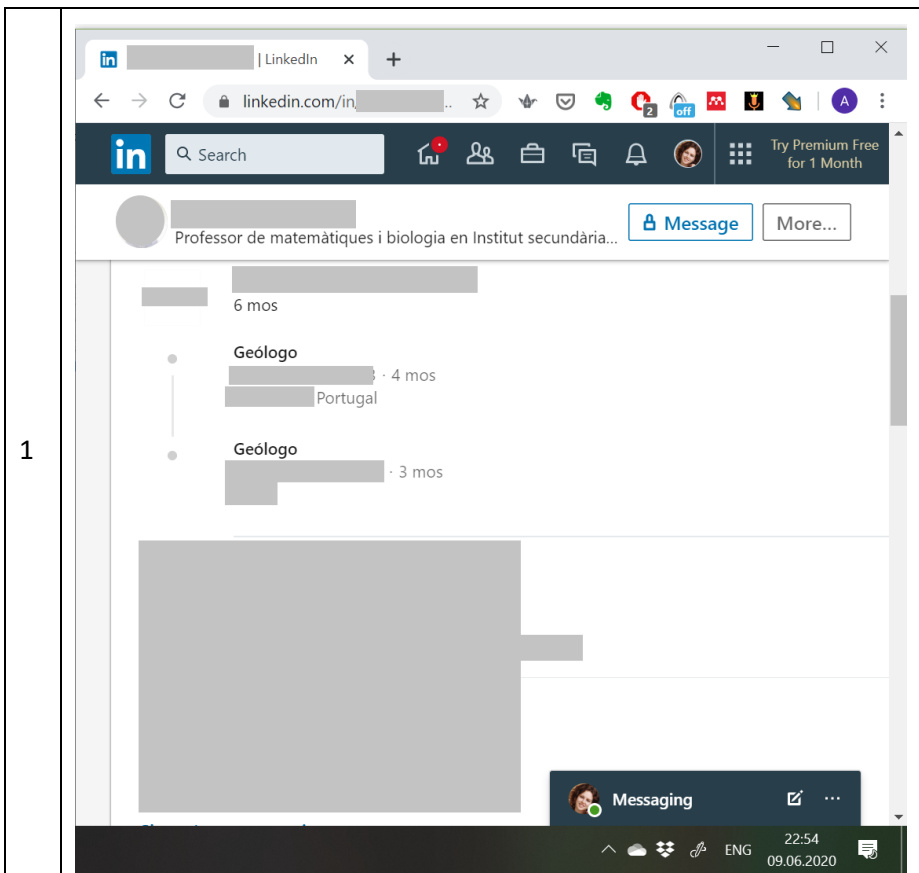 | LinkedIn
linkedin.com/in/ ..
2
off
A
in
Search
Try Premium Free
for 1 Month
Professor de matemàtiques i biologia en Institut secundària...
Message
More...
6 mos
Geólogo
· 4 mos
Portugal
Geólogo
· 3 mos
1
Messaging
ENG
22:54
09.06.2020